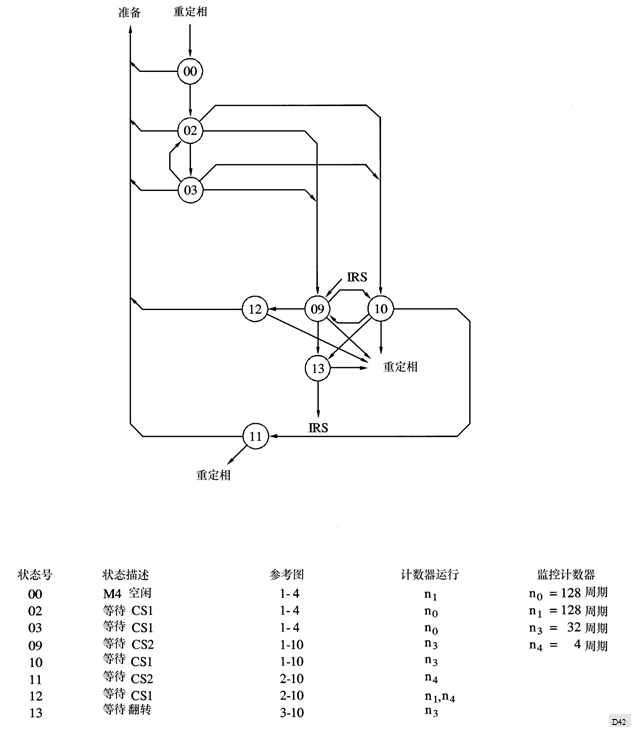 准备 重定相
00
02
03
IRS
12 09 10
13 重定相
IRS
11
重定相
状态号 状态描述 参考图 计数器运行 监控计数器
00 M4 空闲 1-4 n1 n0 = 128 周期
02 等待 CS1 1-4 n0 n1 = 128 周期
03 等待 CS1 1-4 n0 n3 = 32 周期
09 等待 CS2 1-10 n3 n4 = 4 周期
10 等待 CS1 1-10 n3
11 等待 CS2 2-10 n4
12 等待 CS1 2-10 n1,n4
13 等待翻转 3-10 n3
D42